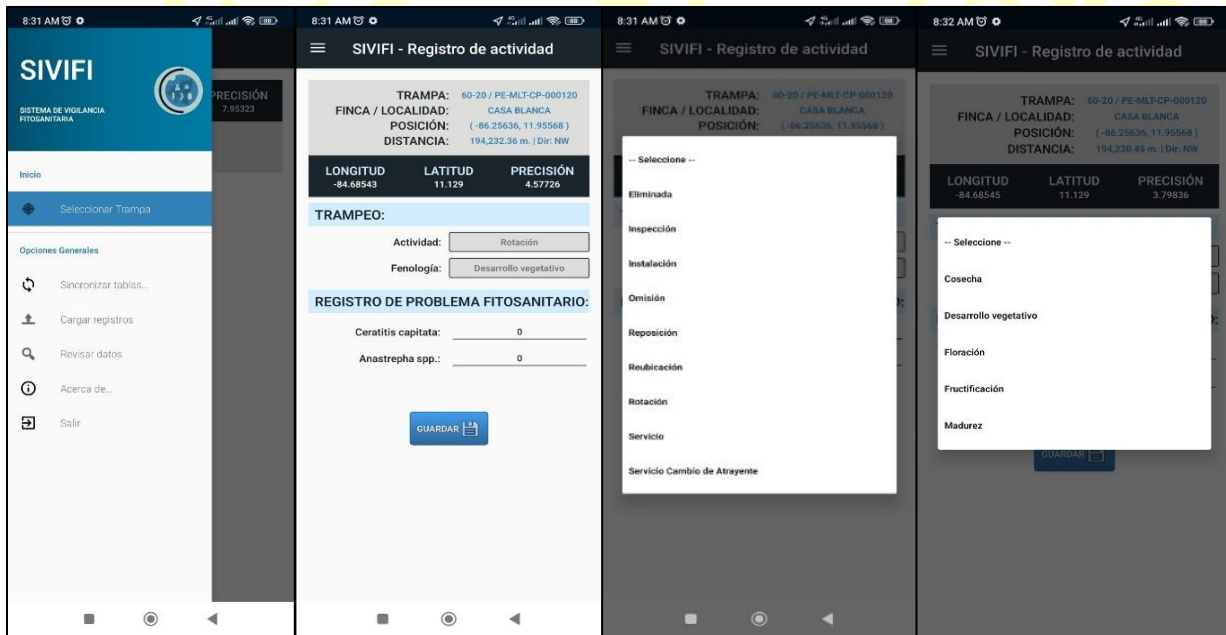 8:31 AM
SIVIFI
SISTEMA DE VIGILANCIA
FITOSANITARIA
PRECISIÓN
7.95323
Inicio
Seleccionar Trampa
Opciones Generales
Sincronizar tablas...
Cargar registros
Revisar datos
Acerca de...
Salir
8:31 AM
SIVIFI - Registro de actividad
TRAMPA: 60-20 / PE-MLT-CP-000120
FINCA / LOCALIDAD: CASA BLANCA
POSICIÓN: ( -86.25636, 11.95568 )
DISTANCIA: 194,232.36 m. | Dir: NW
LONGITUD LATITUD PRECISIÓN
-84.68543 11.129 4.57726
TRAMPEO:
Actividad: Rotación
Fenología: Desarrollo vegetativo
REGISTRO DE PROBLEMA FITOSANITARIO:
Ceratitis capitata: 0
Anastrepha spp.: 0
GUARDAR
8:31 AM
SIVIFI - Registro de actividad
TRAMPA: 60-20 / PE-MLT-CP-000120
FINCA / LOCALIDAD: CASA BLANCA
POSICIÓN: ( -86.25636, 11.95568 )
-- Seleccione --
Eliminada
Inspección
Instalación
Omisión
Reposición
Reubicación
Rotación
Servicio
Servicio Cambio de Atrayente
8:32 AM
SIVIFI - Registro de actividad
TRAMPA: 60-20 / PE-MLT-CP-000120
FINCA / LOCALIDAD: CASA BLANCA
POSICIÓN: ( -86.25636, 11.95568 )
DISTANCIA: 194,230.45 m. | Dir: NW
LONGITUD LATITUD PRECISIÓN
-84.68545 11.129 3.79836
-- Seleccione --
Cosecha
Desarrollo vegetativo
Floración
Fructificación
Madurez
GUARDAR